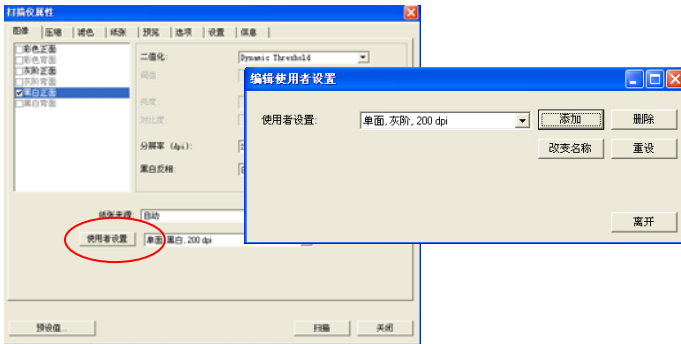 扫描仪属性
图像 压缩 滤色 纸张 预览 选项 设置 信息
彩色正面
彩色背面
灰阶正面
灰阶背面
黑白正面
黑白背面
二值化: Dynamic Threshold
阈值
亮度:
对比度:
分辨率 (dpi):
黑白反相:
纸张来源: 自动
使用者设置 单面,黑白, 200 dpi
预设值... 扫描 关闭
编辑使用者设置
使用者设置: 单面, 灰阶, 200 dpi 添加 删除
改变名称 重设
离开